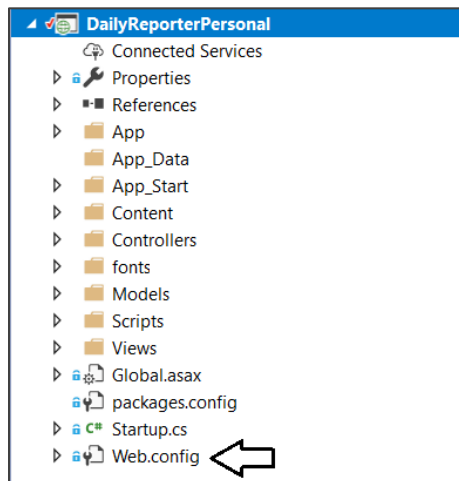 DailyReporterPersonal
Connected Services
Properties
References
App
App_Data
App_Start
Content
Controllers
fonts
Models
Scripts
Views
Global.asax
packages.config
C# Startup.cs
Web.config